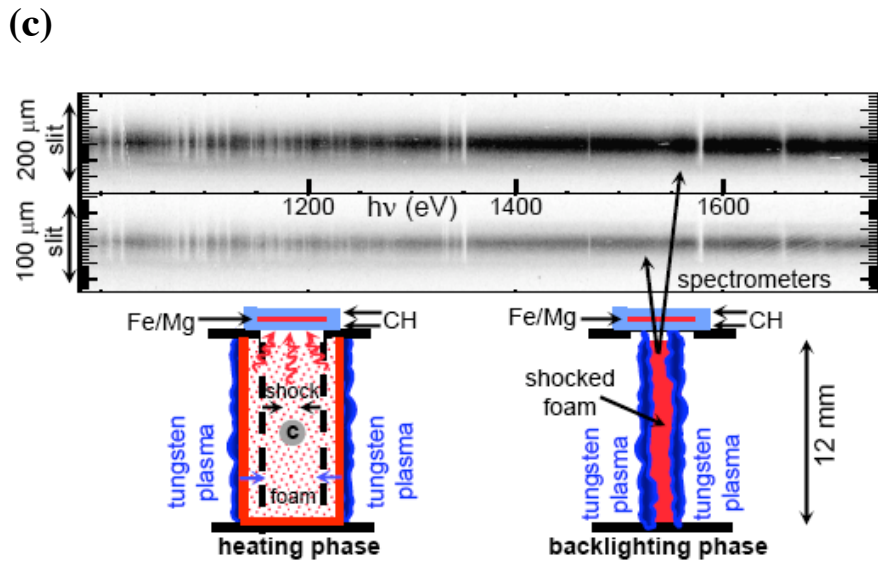 (c)
200 μm
slit
1200
hν (eV)
1400
1600
100 μm
slit
spectrometers
Fe/Mg
CH
Fe/Mg
CH
shock
c
foam
tungsten
plasma
tungsten
plasma
heating phase
shocked
foam
tungsten
plasma
tungsten
plasma
12 mm
backlighting phase